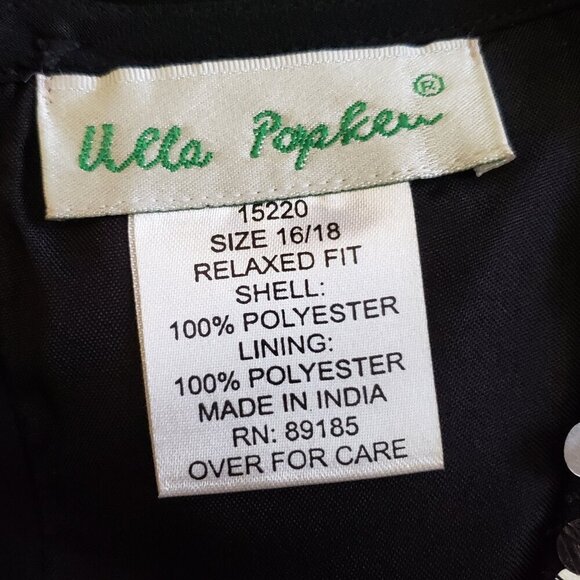 Ulla Popken®
15220
SIZE 16/18
RELAXED FIT
SHELL:
100% POLYESTER
LINING:
100% POLYESTER
MADE IN INDIA
RN: 89185
OVER FOR CARE